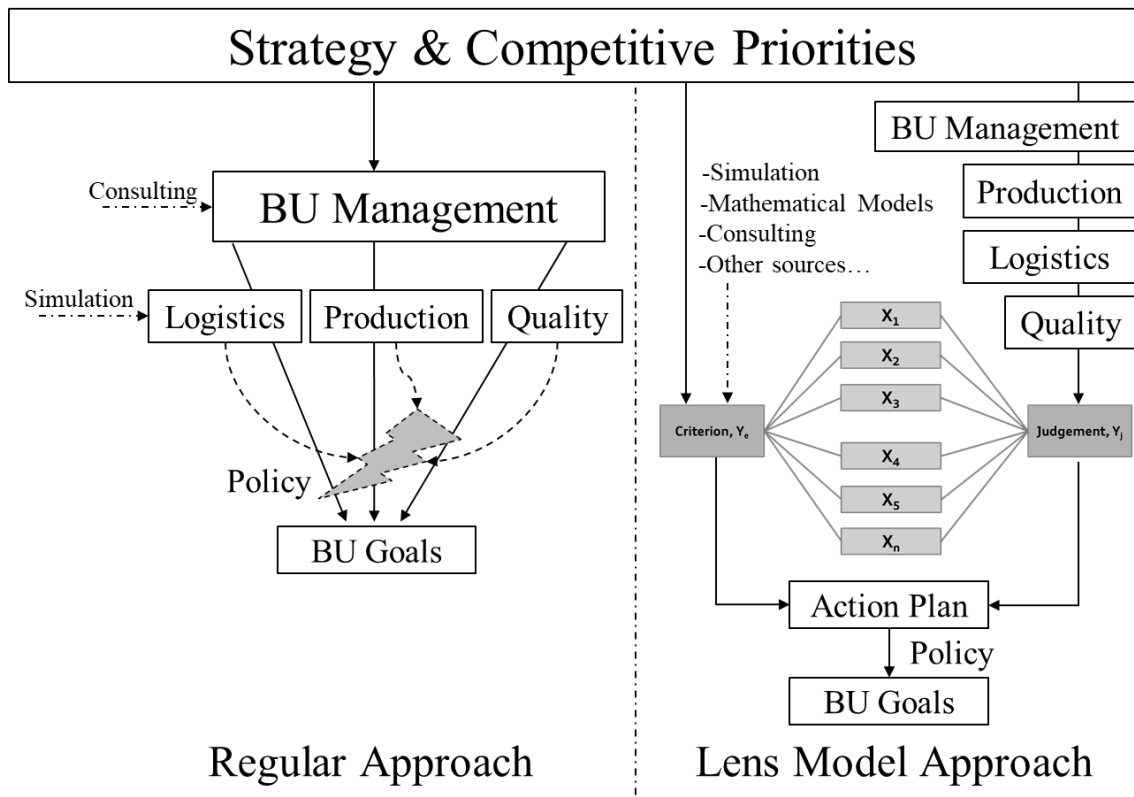 Strategy & Competitive Priorities
Consulting
BU Management
Simulation
Logistics
Production
Quality
Policy
BU Goals
Regular Approach
BU Management
Production
Logistics
Quality
-Simulation
-Mathematical Models
-Consulting
-Other sources…
Criterion, Yₑ
X₁
X₂
X₃
X₄
X₅
Xₙ
Judgement, Yⱼ
Action Plan
Policy
BU Goals
Lens Model Approach